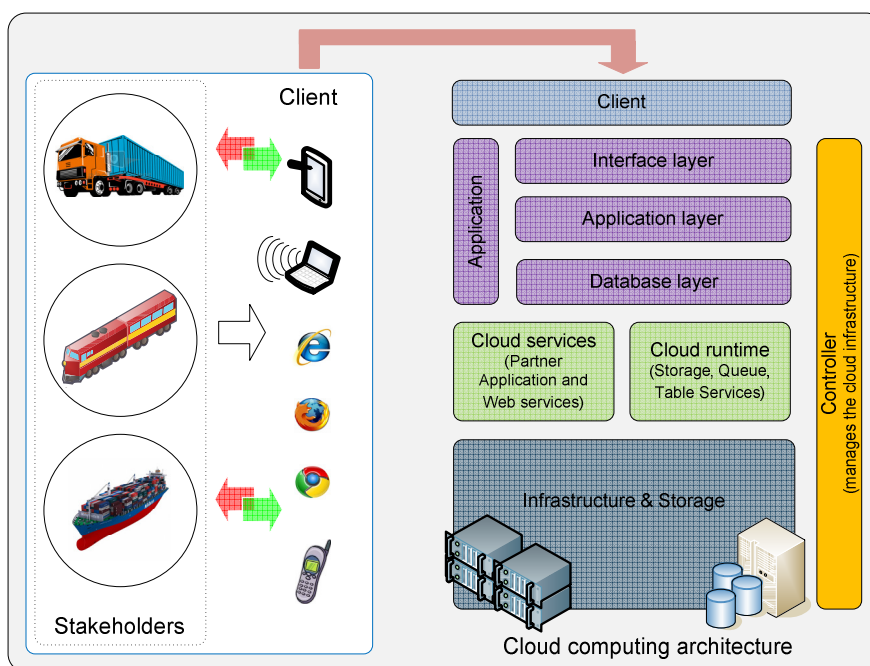 Client
Stakeholders
Client
Application
Interface layer
Application layer
Database layer
Cloud services
(Partner
Application and
Web services)
Cloud runtime
(Storage, Queue,
Table Services)
Infrastructure & Storage
Controller
(manages the cloud infrastructure)
Cloud computing architecture